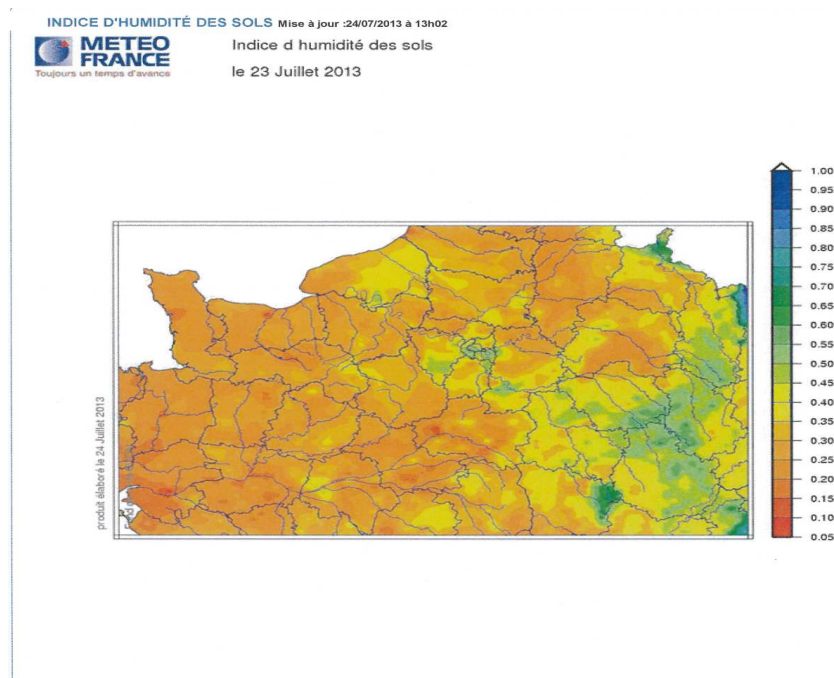 INDICE D'HUMIDITÉ DES SOLS Mise à jour :24/07/2013 à 13h02
METEO
FRANCE
Toujours un temps d'avance
Indice d humidité des sols
le 23 Juillet 2013
1.00
0.95
0.90
0.85
0.80
0.75
0.70
0.65
0.60
0.55
0.50
0.45
0.40
0.35
0.30
0.25
0.20
0.15
0.10
0.05
produit élaboré le 24 Juillet 2013